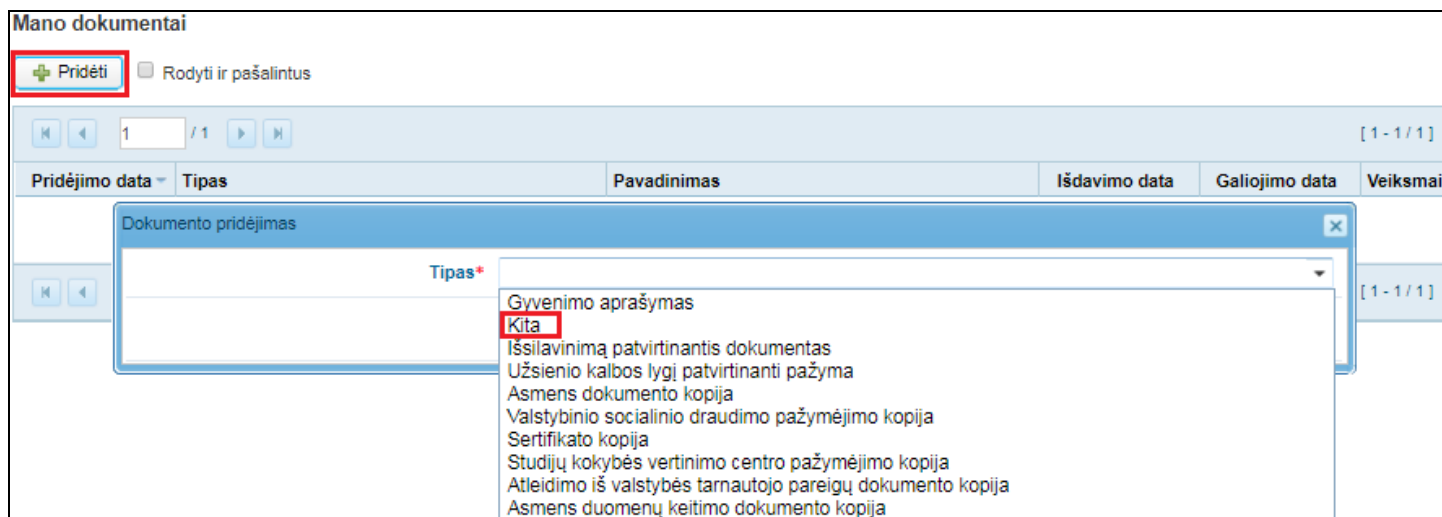 Mano dokumentai
Pridėti Rodyti ir pašalintus
1 / 1 [ 1 - 1 / 1 ]
Pridėjimo data Tipas Pavadinimas Išdavimo data Galiojimo data Veiksmai
Dokumento pridėjimas
Tipas*
[ 1 - 1 / 1 ]
Gyvenimo aprašymas
Kita
Išsilavinimą patvirtinantis dokumentas
Užsienio kalbos lygį patvirtinanti pažyma
Asmens dokumento kopija
Valstybinio socialinio draudimo pažymėjimo kopija
Sertifikato kopija
Studijų kokybės vertinimo centro pažymėjimo kopija
Atleidimo iš valstybės tarnautojo pareigų dokumento kopija
Asmens duomenų keitimo dokumento kopija